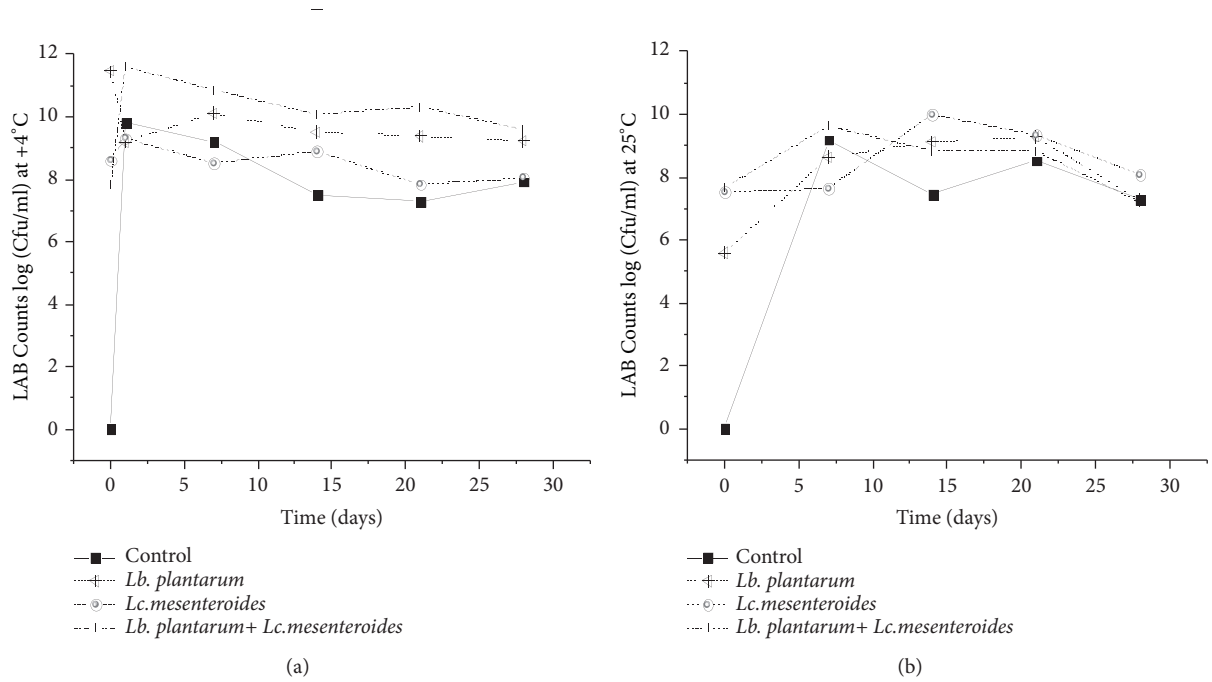 LAB Counts log (Cfu/ml) at +4°C
12
10
8
6
4
2
0
0 5 10 15 20 25 30
Time (days)
Control
Lb. plantarum
Lc.mesenteroides
Lb. plantarum+ Lc.mesenteroides
(a)
LAB Counts log (Cfu/ml) at 25°C
12
10
8
6
4
2
0
0 5 10 15 20 25 30
Time (days)
Control
Lb. plantarum
Lc.mesenteroides
Lb. plantarum+ Lc.mesenteroides
(b)